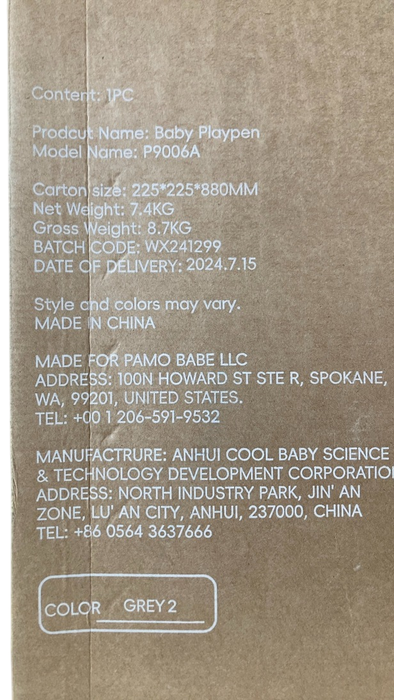 Content: 1PC
Prodcut Name: Baby Playpen
Model Name: P9006A
Carton size: 225*225*880MM
Net Weight: 7.4KG
Gross Weight: 8.7KG
BATCH CODE: WX241299
DATE OF DELIVERY: 2024.7.15
Style and colors may vary.
MADE IN CHINA
MADE FOR PAMO BABE LLC
ADDRESS: 100N HOWARD ST STE R, SPOKANE,
WA, 99201, UNITED STATES.
TEL: +00 1 206-591-9532
MANUFACTRURE: ANHUI COOL BABY SCIENCE
& TECHNOLOGY DEVELOPMENT CORPORATIO
ADDRESS: NORTH INDUSTRY PARK, JIN' AN
ZONE, LU' AN CITY, ANHUI, 237000, CHINA
TEL: +86 0564 3637666
COLOR GREY 2